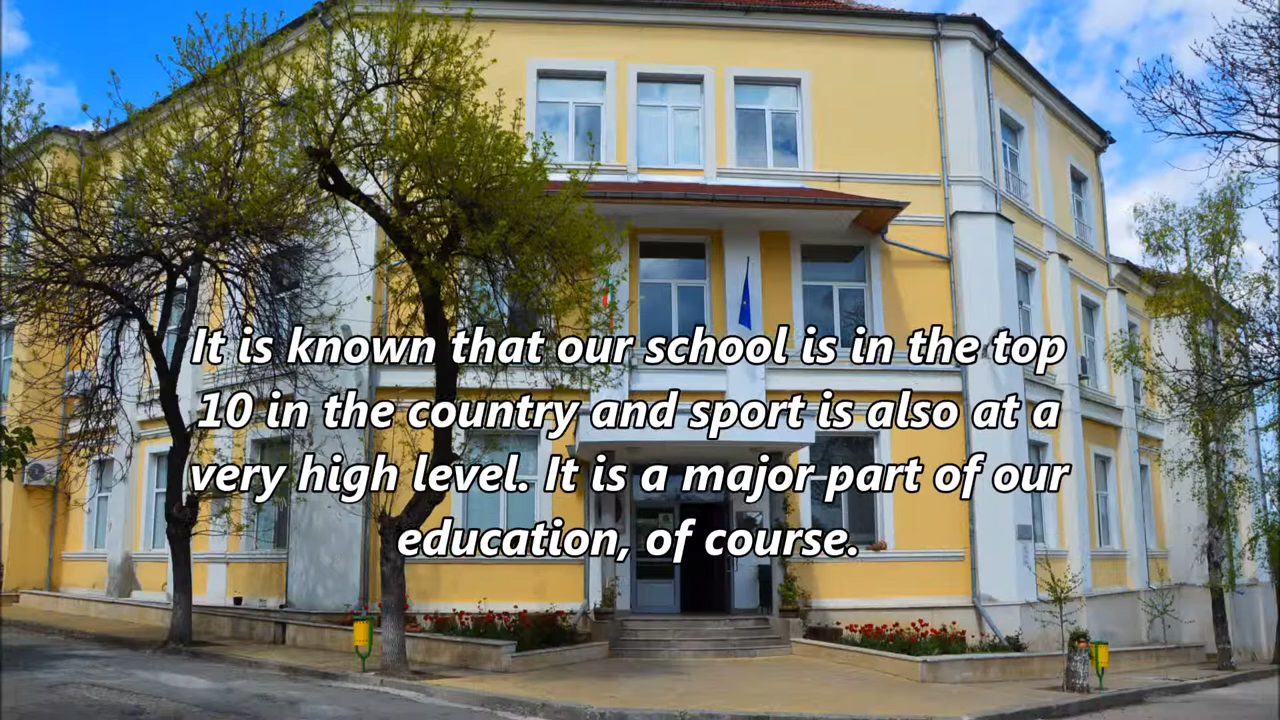 It is known that our school is in the top
10 in the country and sport is also at a
very high level. It is a major part of our
education, of course.